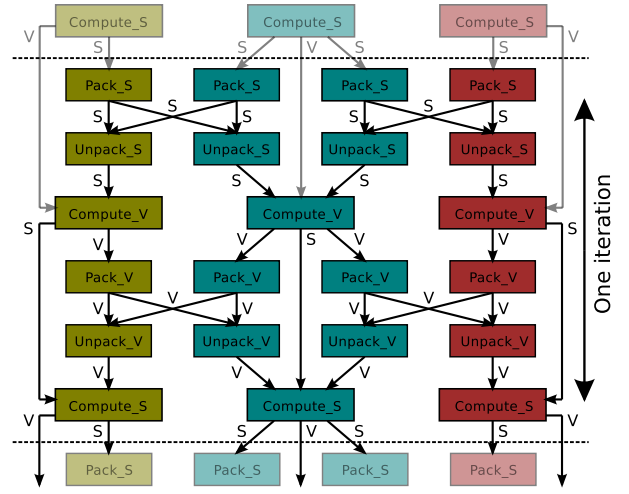 Compute_S Compute_S Compute_S
V S S V S S V
Pack_S Pack_S Pack_S Pack_S
S S S S S S
Unpack_S Unpack_S Unpack_S Unpack_S
S S S S
Compute_V Compute_V Compute_V
S V V S V V S
Pack_V Pack_V Pack_V Pack_V
V V V V V V
Unpack_V Unpack_V Unpack_V Unpack_V
V V V V
Compute_S Compute_S Compute_S
V S S V S S V
Pack_S Pack_S Pack_S Pack_S
One iteration